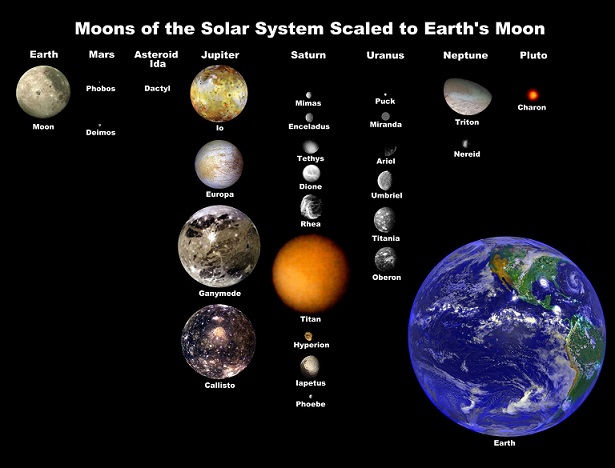 Moons of the Solar System Scaled to Earth's Moon
Earth
Mars
Asteroid
Ida
Jupiter
Saturn
Uranus
Neptune
Pluto
Moon
Phobos
Deimos
Dactyl
Io
Europa
Ganymede
Callisto
Mimas
Enceladus
Tethys
Dione
Rhea
Titan
Hyperion
Iapetus
Phoebe
Puck
Miranda
Ariel
Umbriel
Titania
Oberon
Triton
Nereid
Charon
Earth